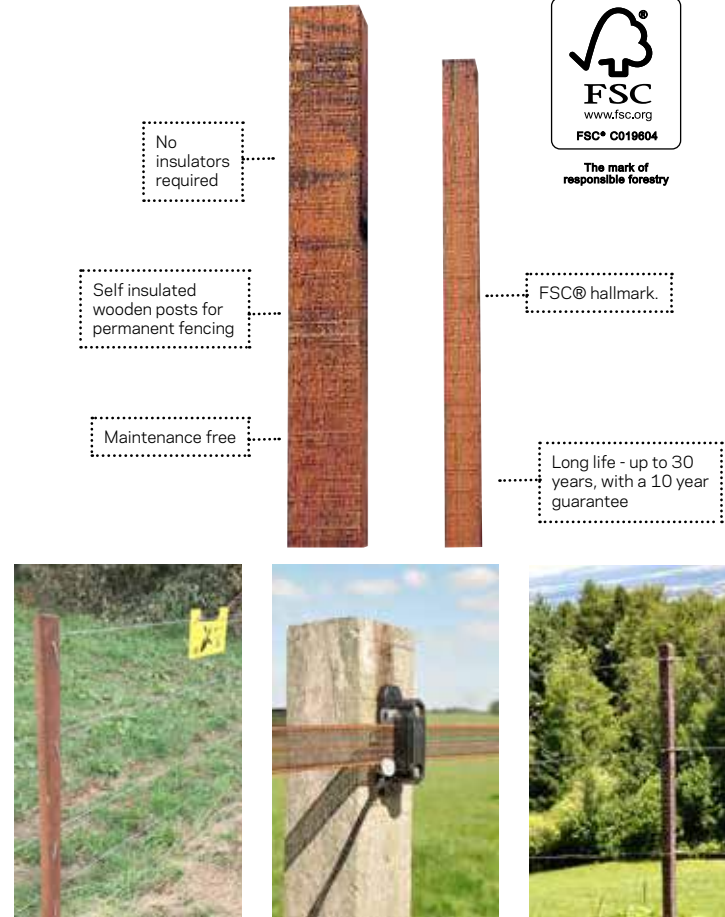 FSC
www.fsc.org
FSC® C019604
The mark of
responsible forestry
No
insulators
required
Self insulated
wooden posts for
permanent fencing
FSC® hallmark.
Maintenance free
Long life - up to 30
years, with a 10 year
guarantee